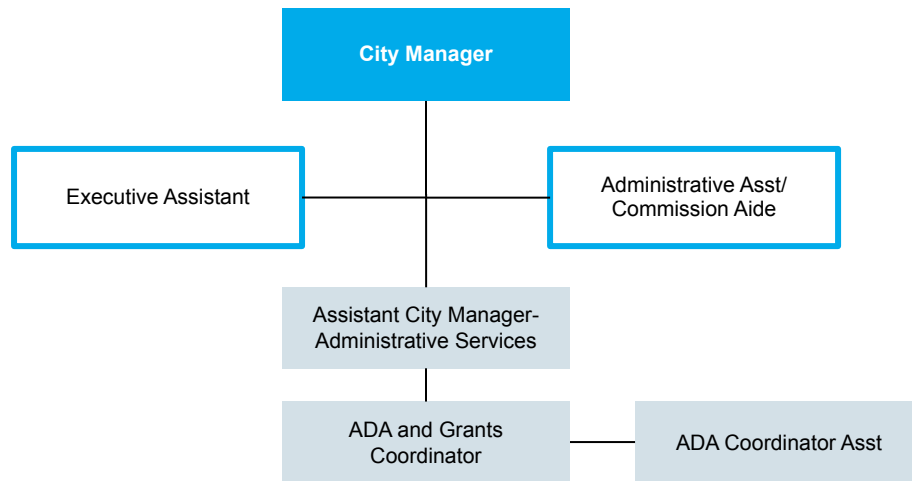 City Manager
Executive Assistant
Administrative Asst/
Commission Aide
Assistant City Manager-
Administrative Services
ADA and Grants
Coordinator
ADA Coordinator Asst